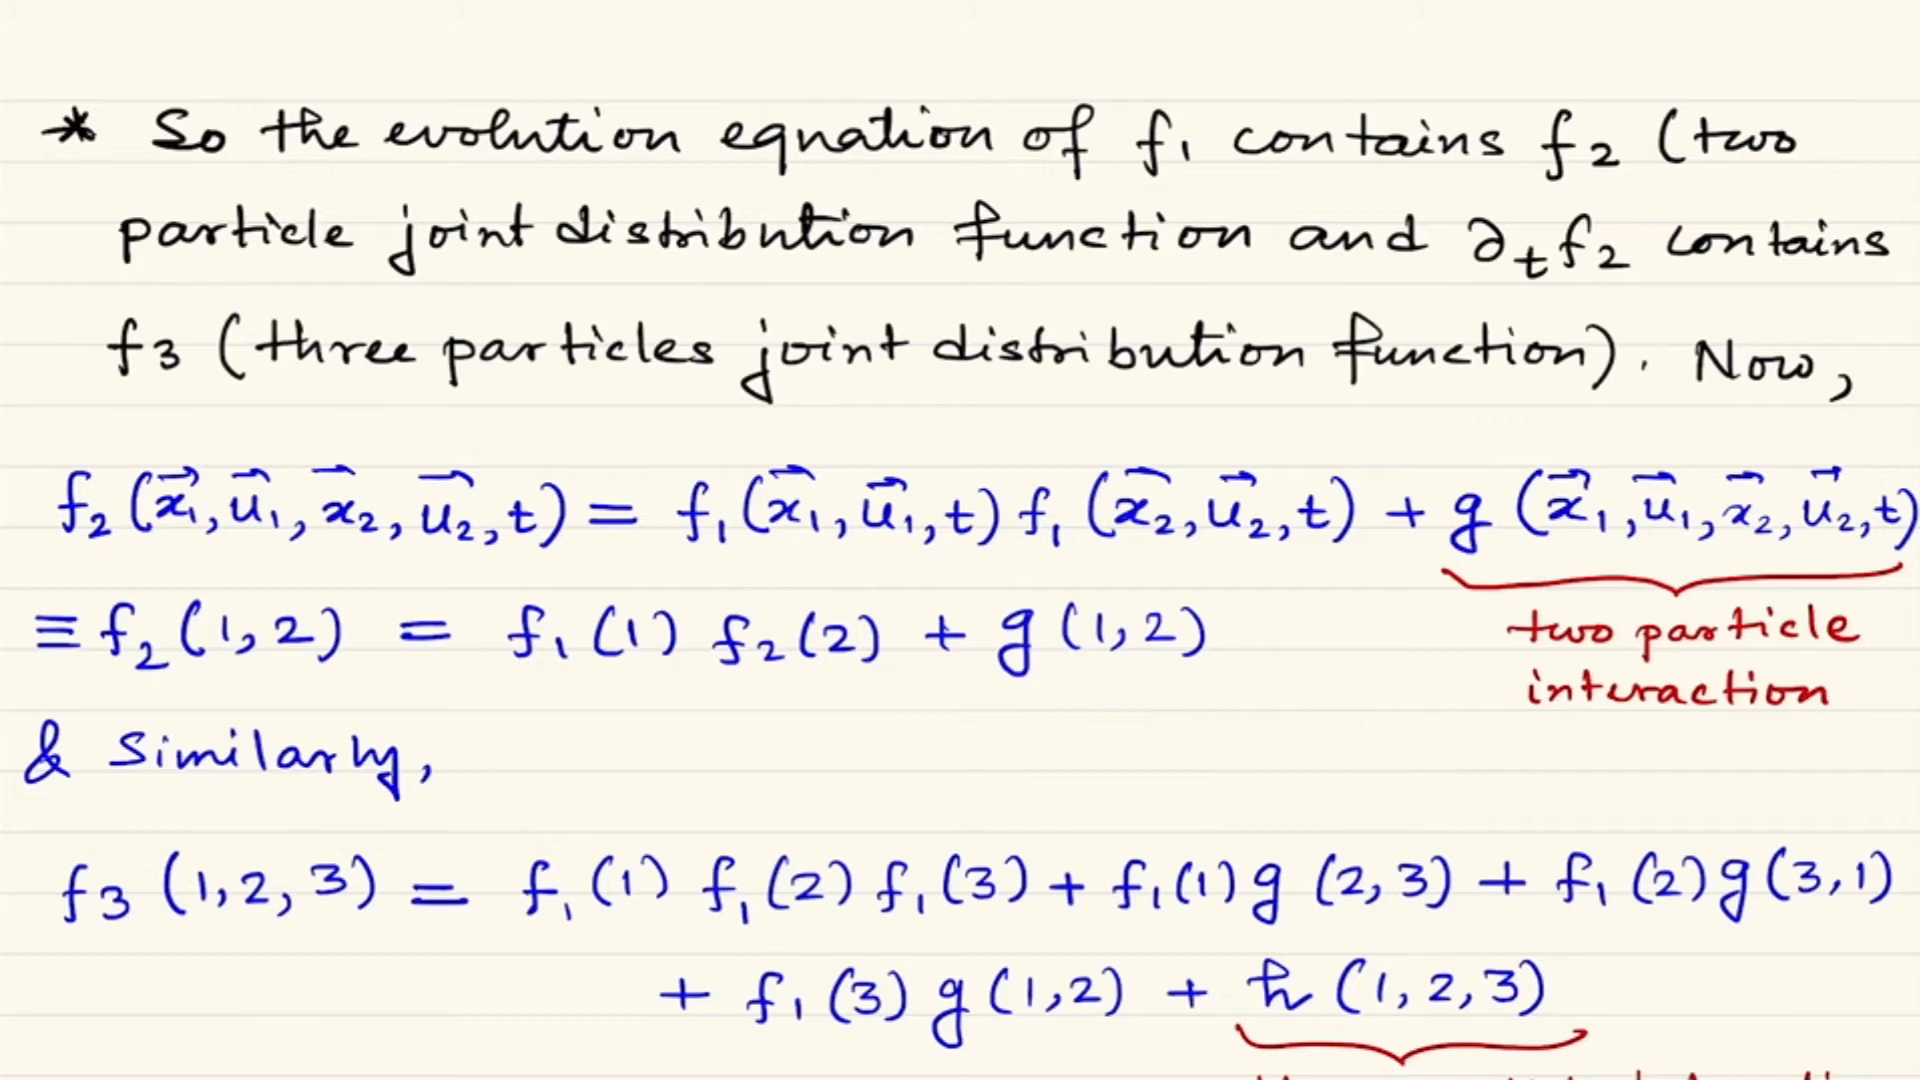 * So the evolution equation of f₁ contains f₂ (two
particle joint distribution function and ∂ₜf₂ contains
f₃ (three particles joint distribution function). Now,
f₂(x⃗₁, u⃗₁, x⃗₂, u⃗₂, t) = f₁(x⃗₁, u⃗₁, t) f₁(x⃗₂, u⃗₂, t) + g(x⃗₁, u⃗₁, x⃗₂, u⃗₂, t)
≡ f₂(1,2) = f₁(1) f₂(2) + g(1,2)
two particle
interaction
& Similarly,
f₃(1,2,3) = f₁(1) f₁(2) f₁(3) + f₁(1) g(2,3) + f₁(2) g(3,1)
+ f₁(3) g(1,2) + h(1,2,3)